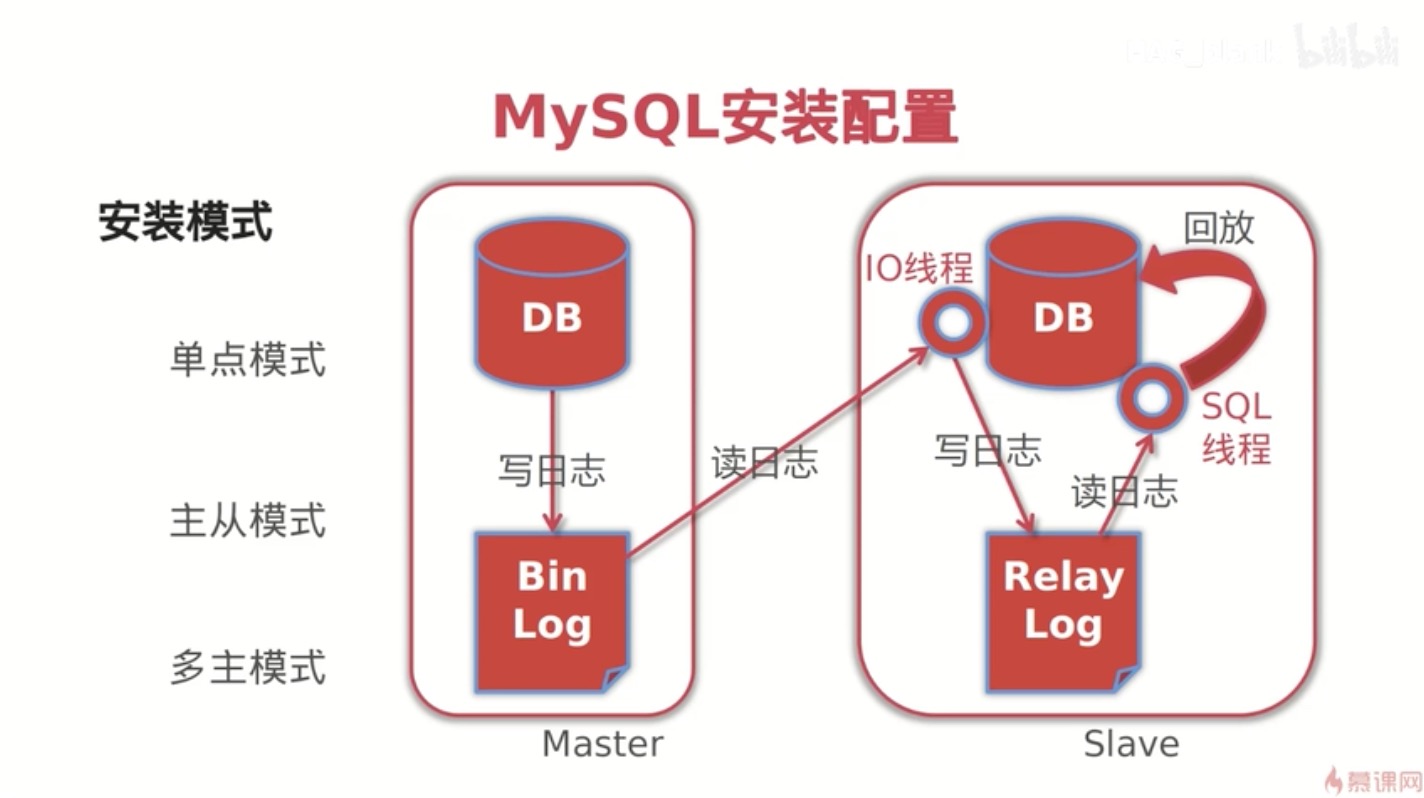 bilibili
MySQL安装配置
安装模式
单点模式
主从模式
多主模式
DB
写日志
Bin
Log
Master
读日志
IO线程
DB
回放
SQL
线程
写日志
读日志
Relay
Log
Slave
慕课网